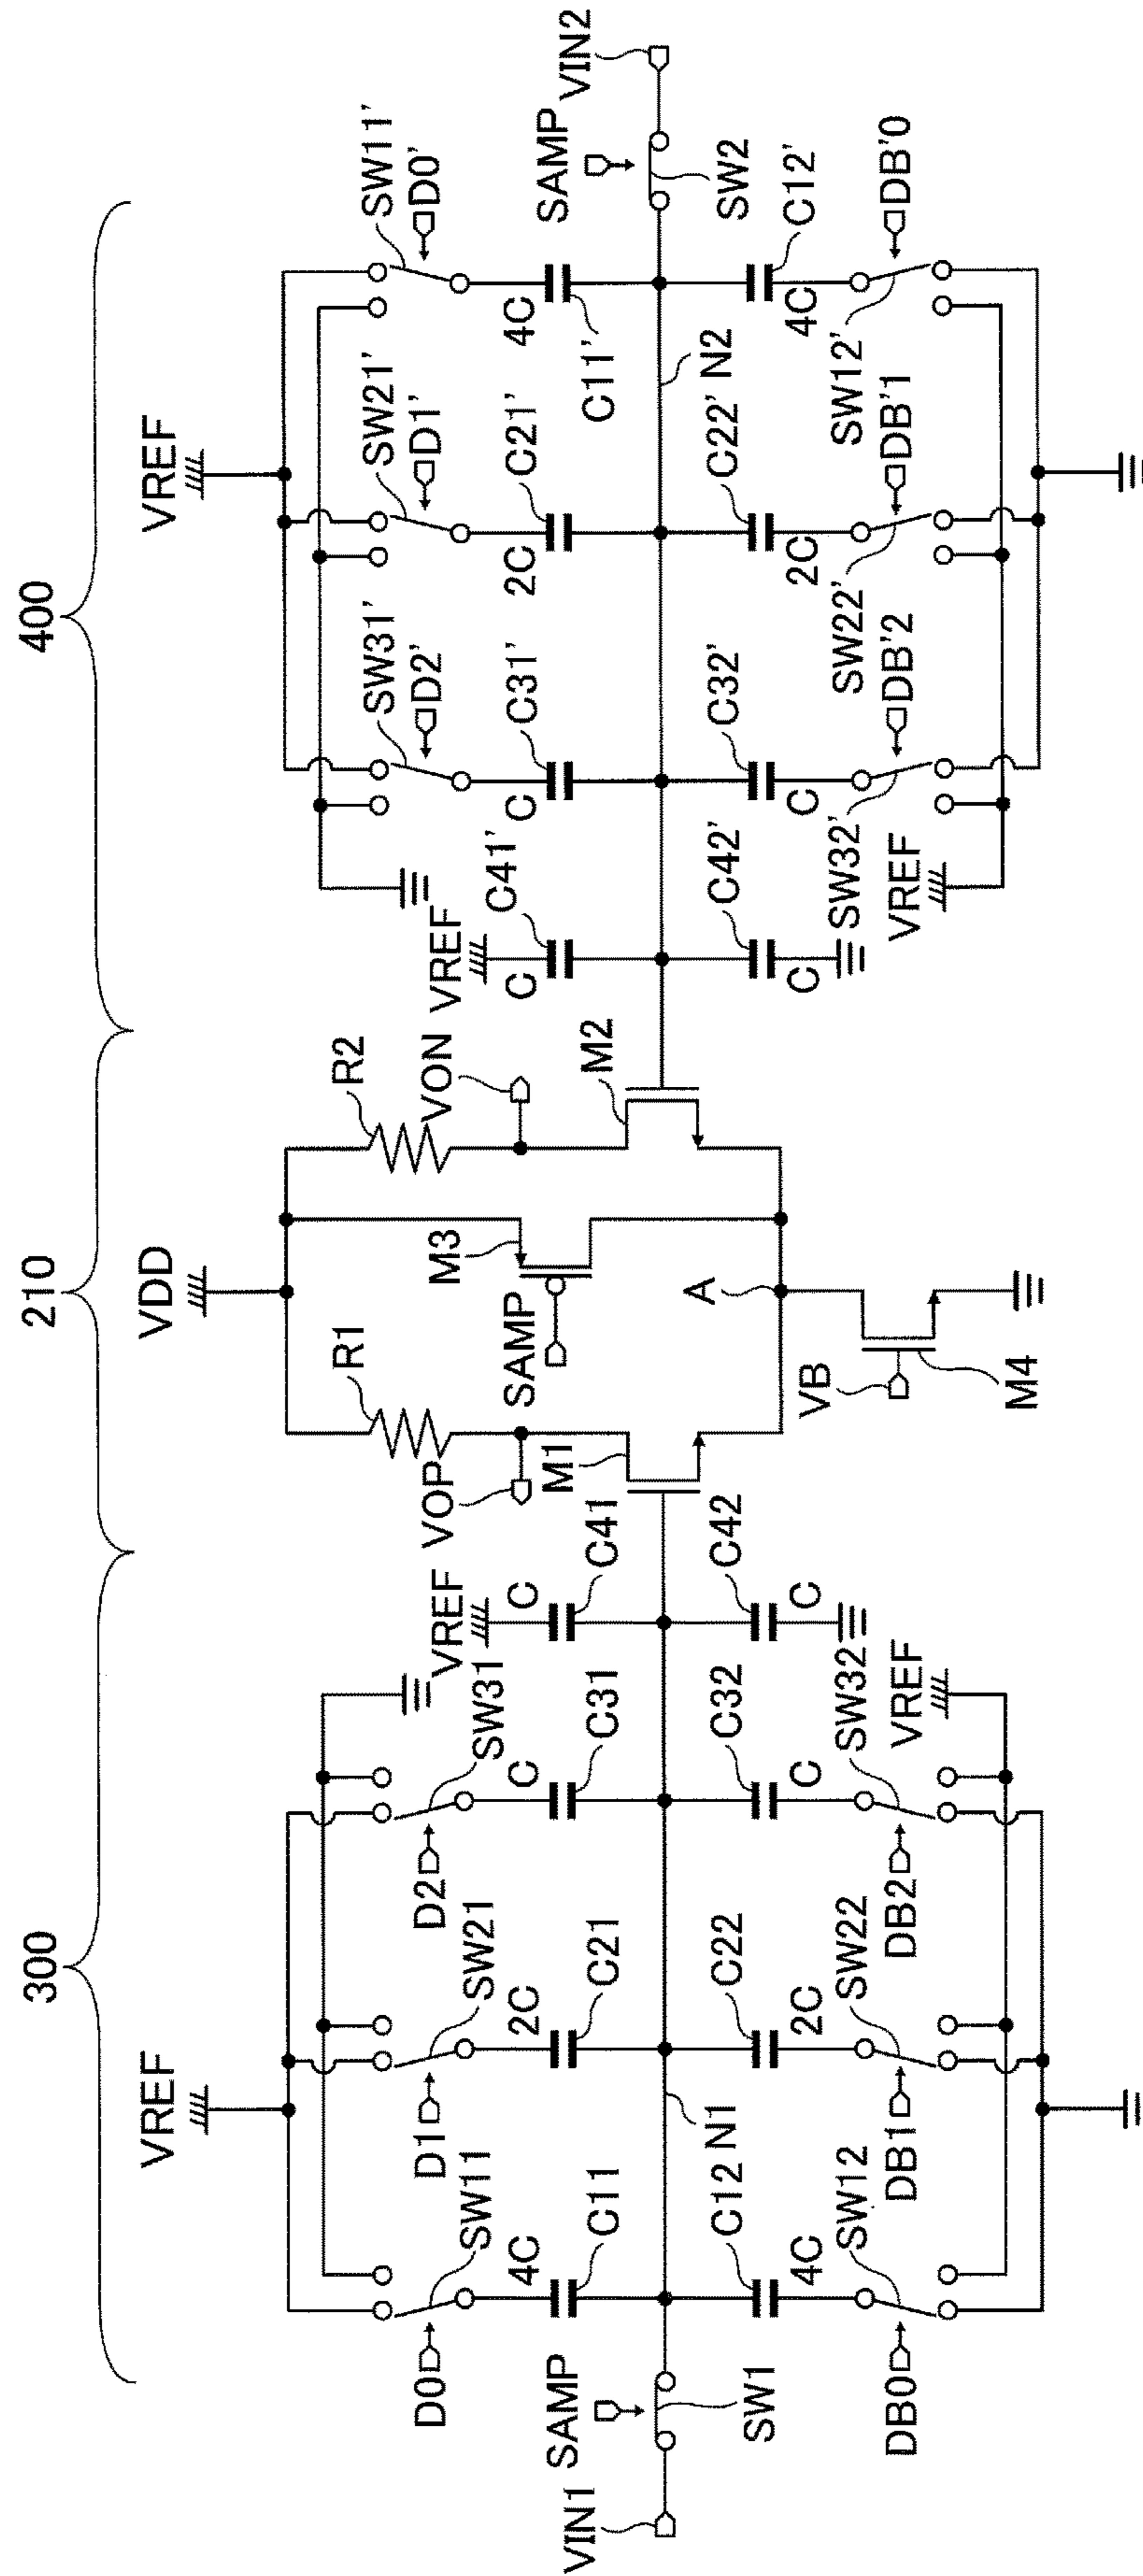 300
210
400
VREF
VDD
VREF
D0
SW11
D1
SW21
D2
SW31
VREF
R1
R2
SW31'
D2'
SW21'
D1'
SW11'
D0'
4C
C11
2C
C21
C
C31
C
C41
VOP
M1
SAMP
M3
VON
M2
VREF
C
C41'
C
C31'
2C
C21'
4C
C11'
VIN1
SAMP
SW1
N1
A
N2
SAMP
SW2
VIN2
C12
4C
C22
2C
C32
C
C42
C
C
C42'
C
C32'
2C
C22'
4C
C12'
DB0
SW12
DB1
SW22
DB2
SW32
VREF
VB
M4
VREF
SW32'
DB'2
SW22'
DB'1
SW12'
DB'0